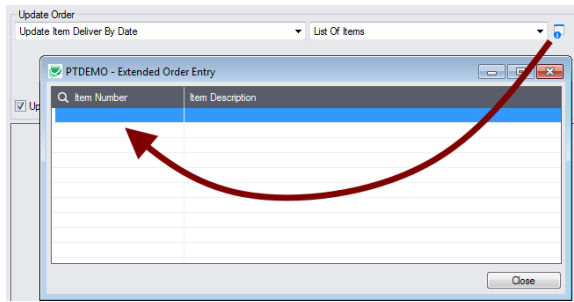 Update Order
Update Item Deliver By Date
List Of Items
PTDEMO - Extended Order Entry
Item Number
Item Description
Up
Close